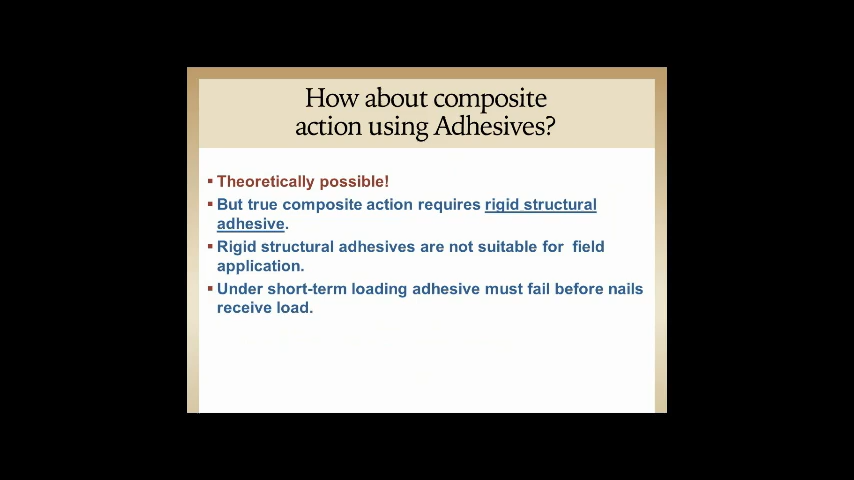 How about composite
action using Adhesives?
▪ Theoretically possible!
▪ But true composite action requires rigid structural
adhesive.
▪ Rigid structural adhesives are not suitable for field
application.
▪ Under short-term loading adhesive must fail before nails
receive load.